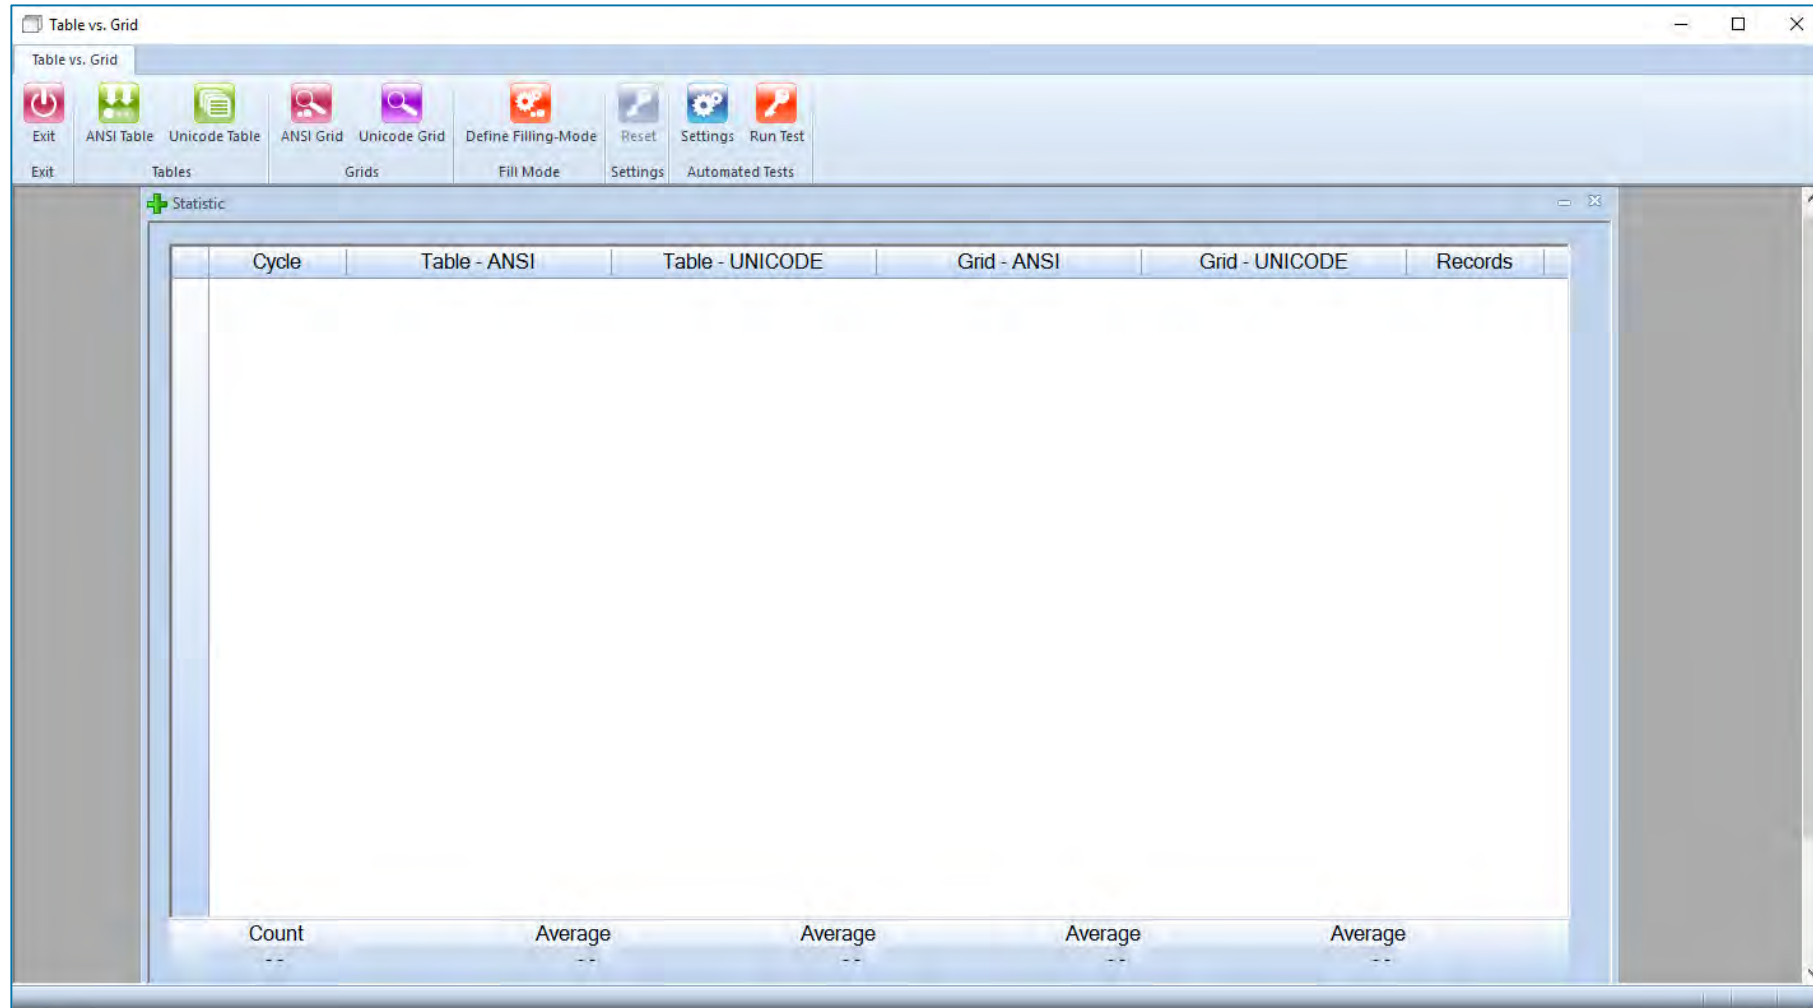 Table vs. Grid
Table vs. Grid
Exit ANSI Table Unicode Table ANSI Grid Unicode Grid Define Filling-Mode Reset Settings Run Test
Exit Tables Grids Fill Mode Settings Automated Tests
Statistic
Cycle Table - ANSI Table - UNICODE Grid - ANSI Grid - UNICODE Records
Count Average Average Average Average
-- -- -- -- --